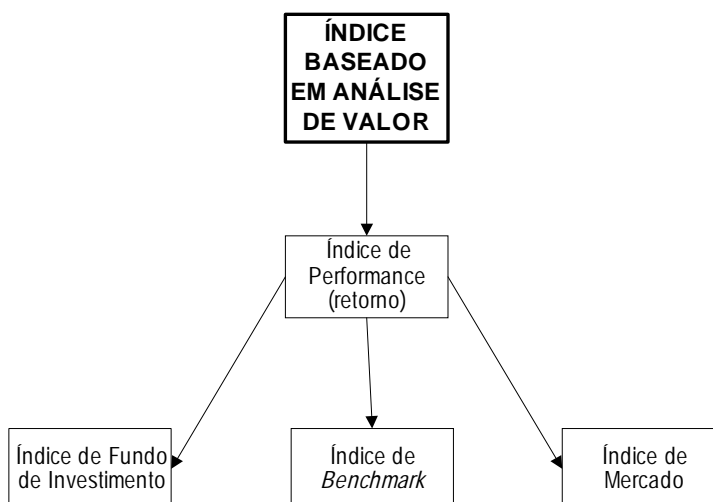 ÍNDICE
BASEADO
EM ANÁLISE
DE VALOR
Índice de
Performance
(retorno)
Índice de Fundo
de Investimento
Índice de
Benchmark
Índice de
Mercado